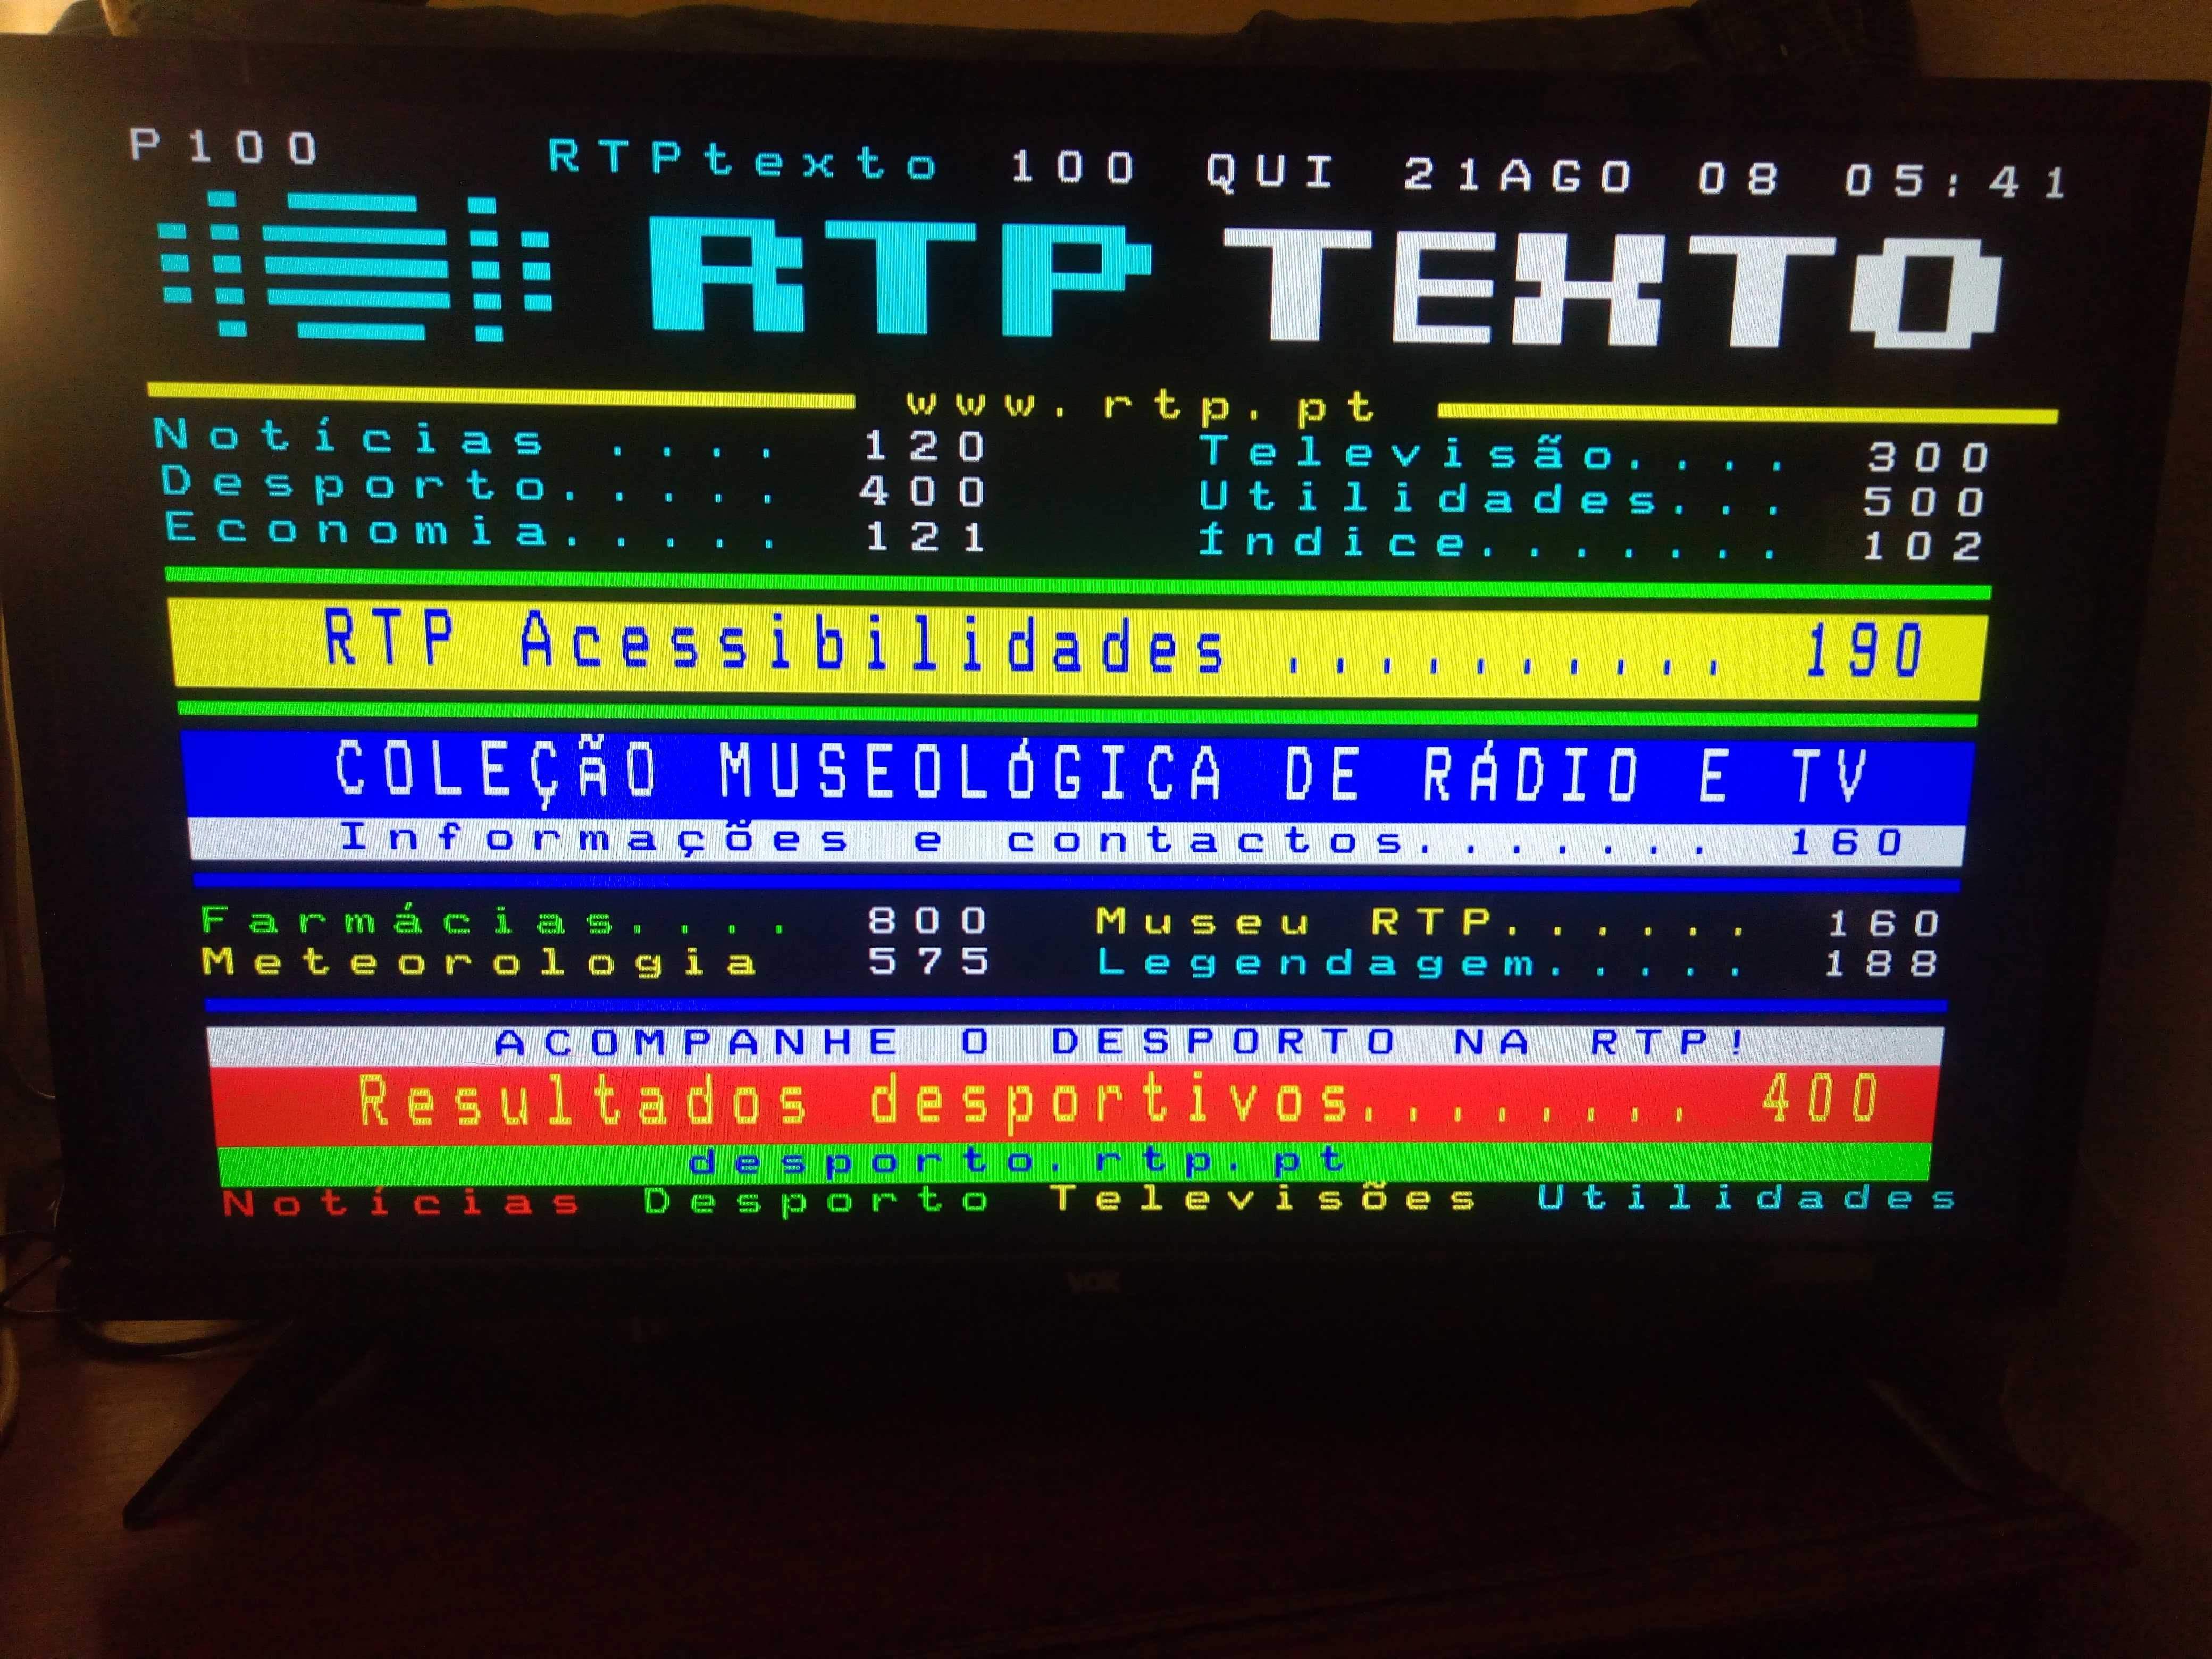 P100 RTPtexto 100 QUI 21AGO 08 05:41
RTP TEXTO
www.rtp.pt
Notícias .... 120 Televisão.... 300
Desporto..... 400 Utilidades... 500
Economia..... 121 Índice....... 102
RTP Acessibilidades .......... 190
COLEÇÃO MUSEOLÓGICA DE RÁDIO E TV
Informações e contactos....... 160
Farmácias.... 800 Museu RTP...... 160
Meteorologia 575 Legendagem..... 188
ACOMPANHE O DESPORTO NA RTP!
Resultados desportivos........ 400
desporto.rtp.pt
Notícias Desporto Televisões Utilidades
VOX